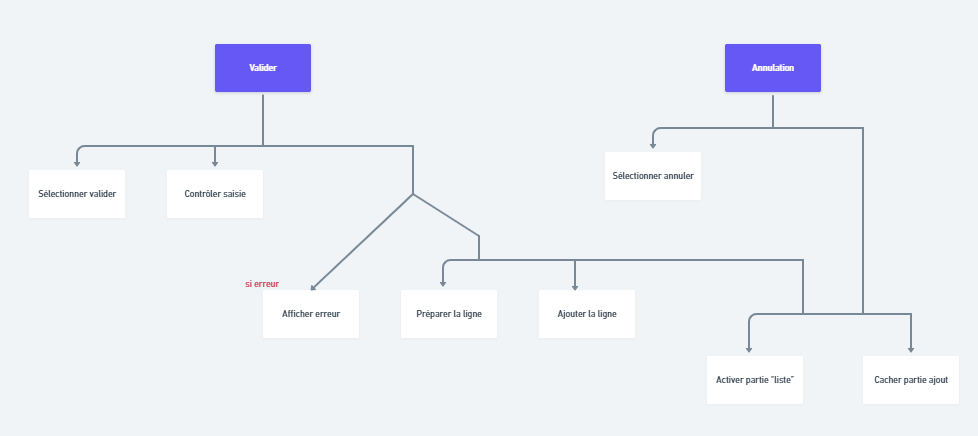 Valider
Annulation
Sélectionner valider
Contrôler saisie
Sélectionner annuler
si erreur
Afficher erreur
Préparer la ligne
Ajouter la ligne
Activer partie "liste"
Cacher partie ajout